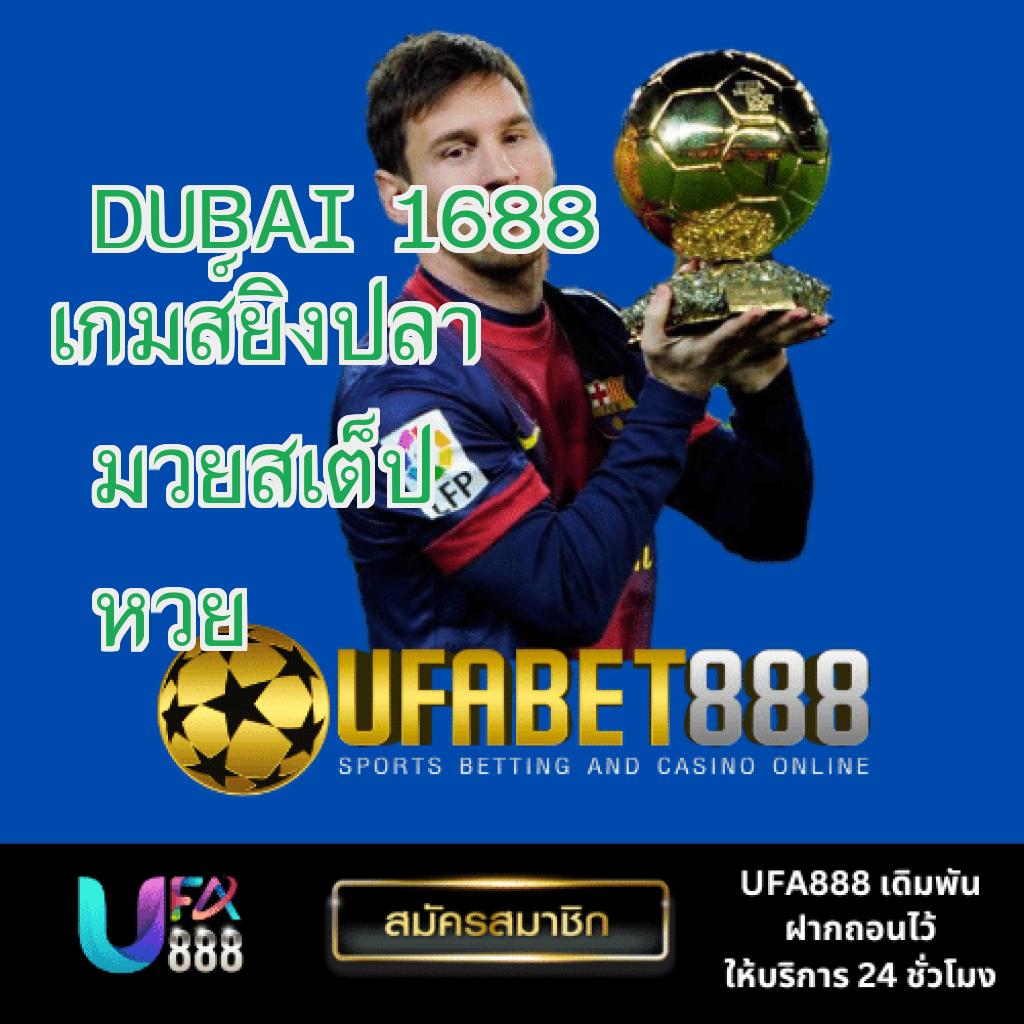 DUBAI 1688
เกมส์ยิงปลา
มวยสเต็ป
LFP
หวย
UFABET888
SPORTS BETTING AND CASINO ONLINE
UFA
888
สมัครสมาชิก
UFA888 เดิมพัน
ฝากถอนไว้
ให้บริการ 24 ชั่วโมง